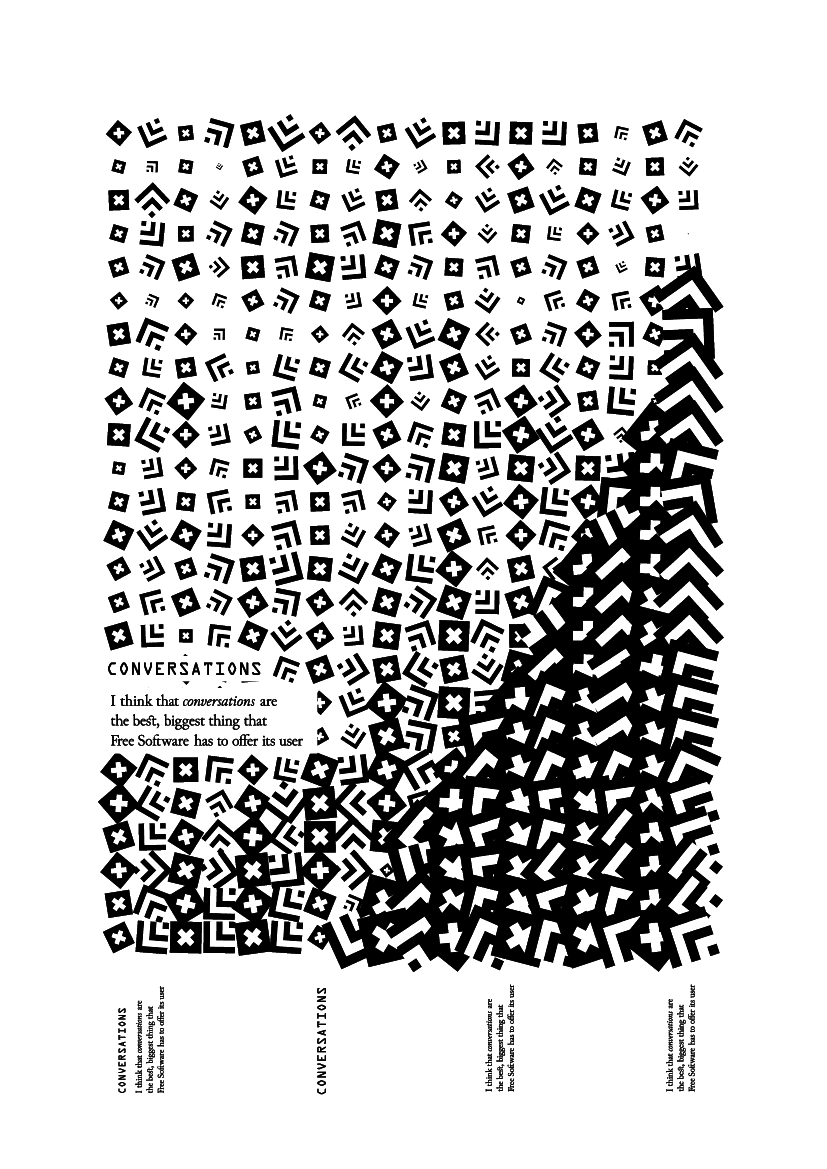 CONVERSATIONS
I think that conversations are
the best, biggest thing that
Free Software has to offer its user
CONVERSATIONS
I think that conversations are
the best, biggest thing that
Free Software has to offer its user
CONVERSATIONS
I think that conversations are
the best, biggest thing that
Free Software has to offer its user
I think that conversations are
the best, biggest thing that
Free Software has to offer its user